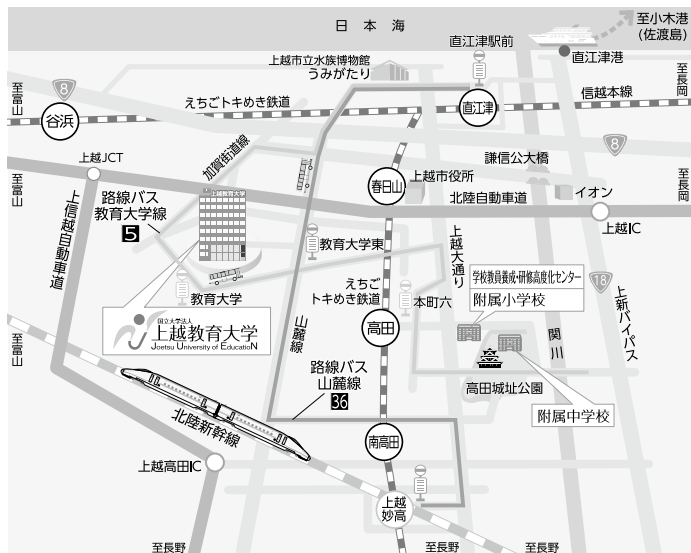 日本海
至小木港
(佐渡島)
直江津駅前
直江津港
上越市立水族博物館
うみがたり
至長岡
至富山
8
えちごトキめき鉄道
信越本線
谷浜
直江津
加賀街道線
8
謙信公大橋
上越JCT
至富山
上越教育大学
春日山
上越市役所
北陸自動車道
イオン
至長岡
上越IC
路線バス
教育大学線
5
上信越自動車道
教育大学東
上越大通り
学校教員養成・研修高度化センター
附属小学校
18
上新バイパス
教育大学
えちご
トキめき鉄道
本町六
国立大学法人
上越教育大学
Joetsu University of EducatioN
山麓線
高田
関川
至富山
路線バス
山麓線
36
高田城址公園
附属中学校
北陸新幹線
南高田
上越高田IC
上越
妙高
至長野
至長野
至長野